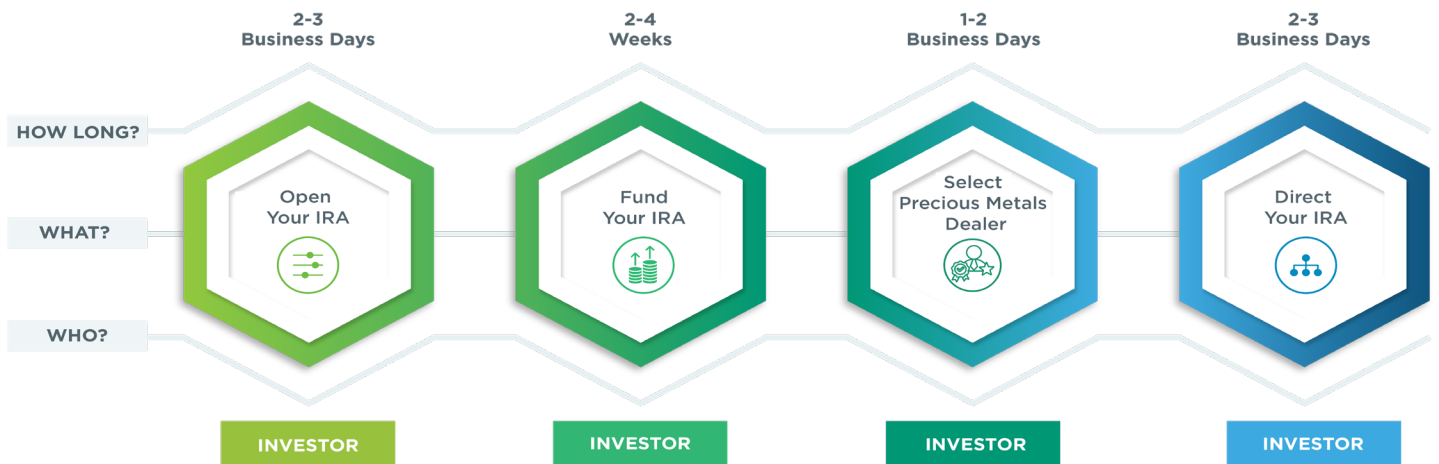 2-3
Business Days
2-4
Weeks
1-2
Business Days
2-3
Business Days
HOW LONG?
WHAT?
Open
Your IRA
Fund
Your IRA
Select
Precious Metals
Dealer
Direct
Your IRA
WHO?
INVESTOR
INVESTOR
INVESTOR
INVESTOR